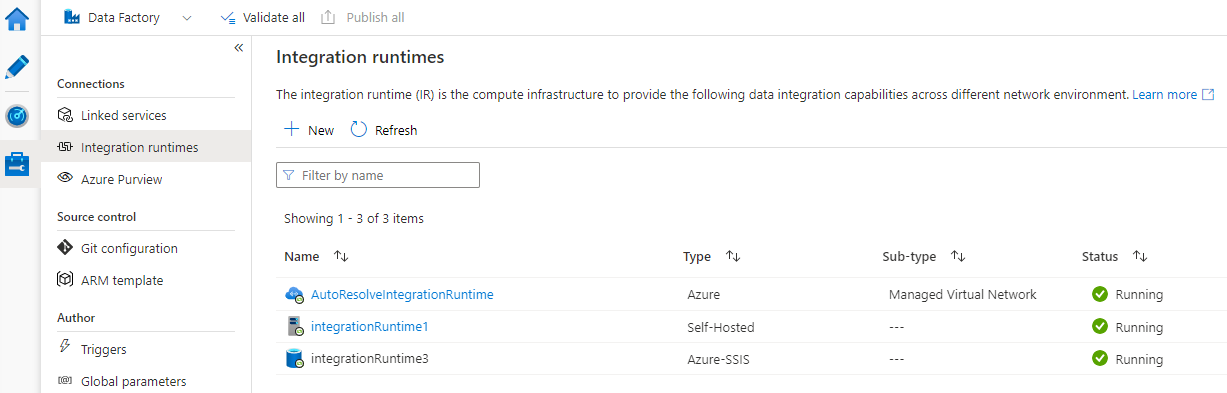 Data Factory Validate all Publish all
«
Connections
Linked services
Integration runtimes
Azure Purview
Source control
Git configuration
ARM template
Author
Triggers
Global parameters
Integration runtimes
The integration runtime (IR) is the compute infrastructure to provide the following data integration capabilities across different network environment. Learn more
New Refresh
Filter by name
Showing 1 - 3 of 3 items
Name Type Sub-type Status
AutoResolveIntegrationRuntime Azure Managed Virtual Network Running
integrationRuntime1 Self-Hosted --- Running
integrationRuntime3 Azure-SSIS --- Running